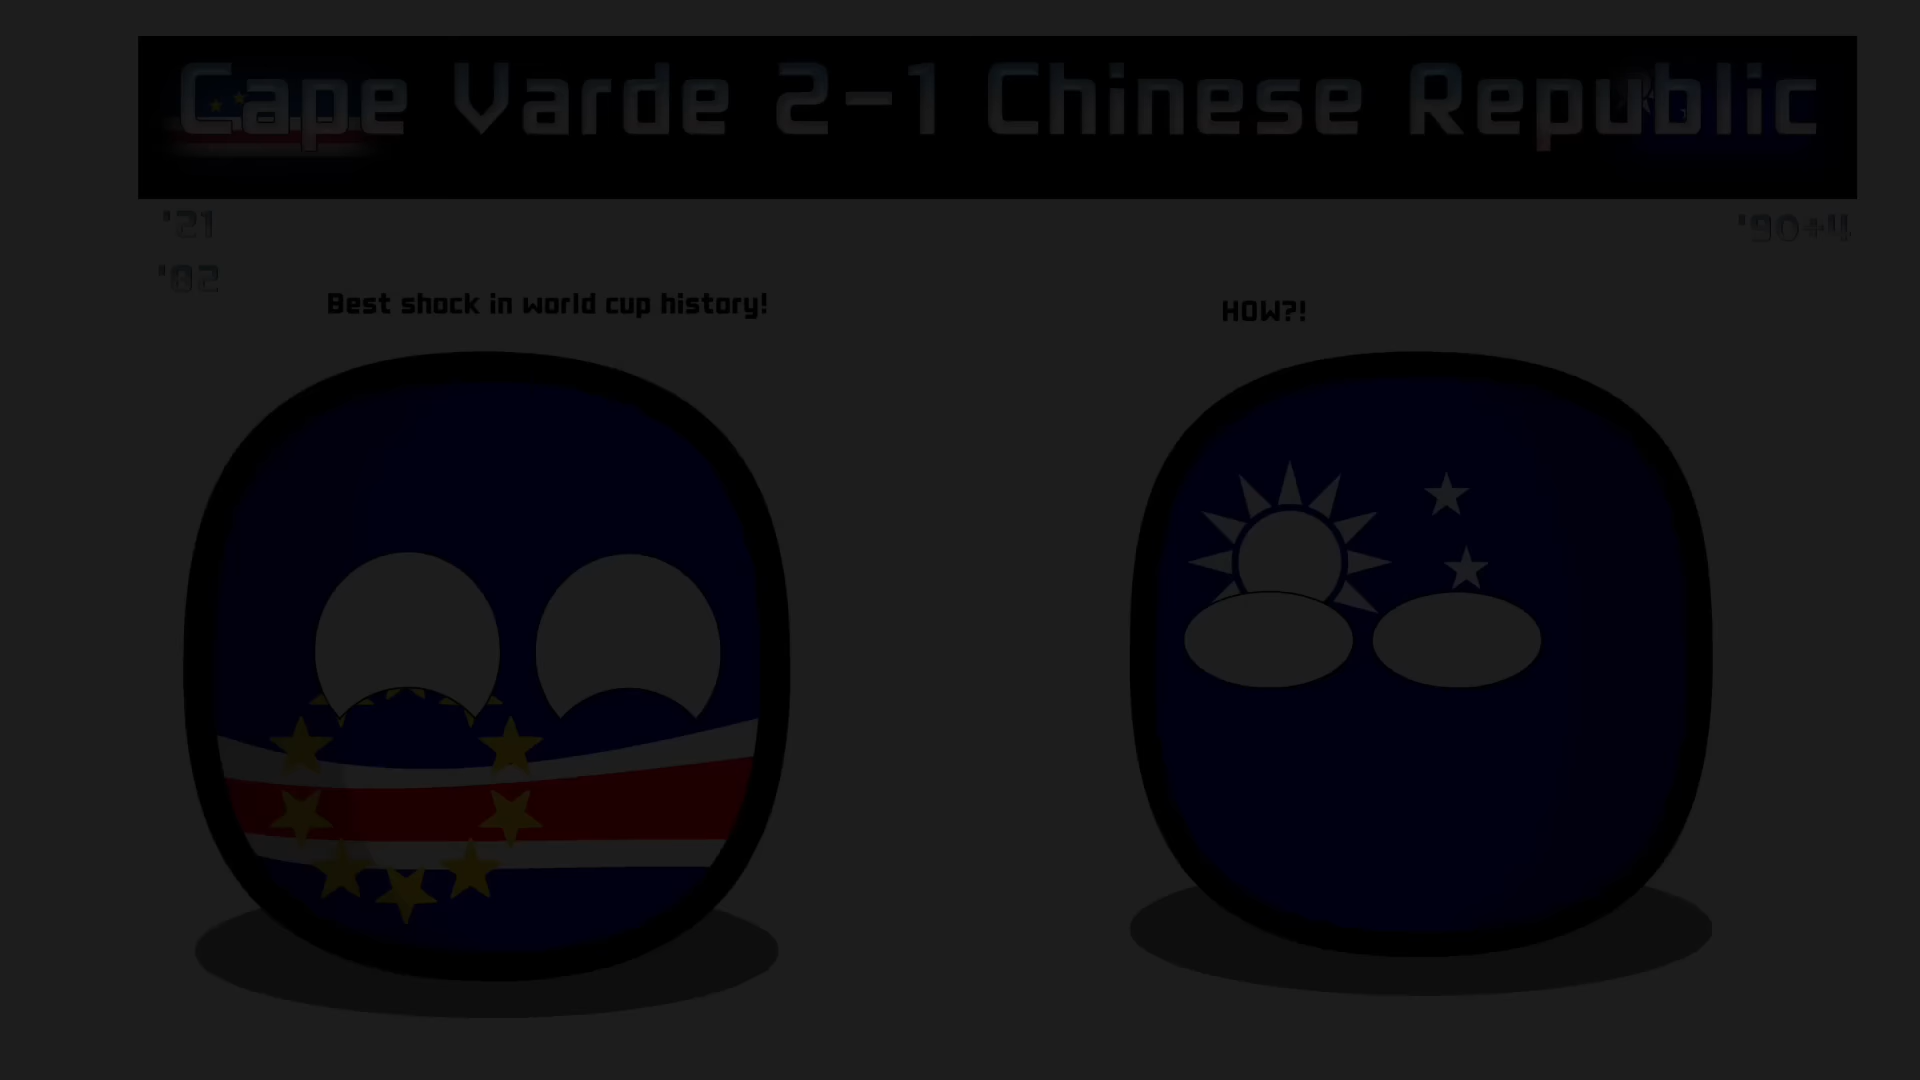 Cape Varde 2-1 Chinese Republic
'21
'90+4
'82
Best shock in world cup history!
HOW?!